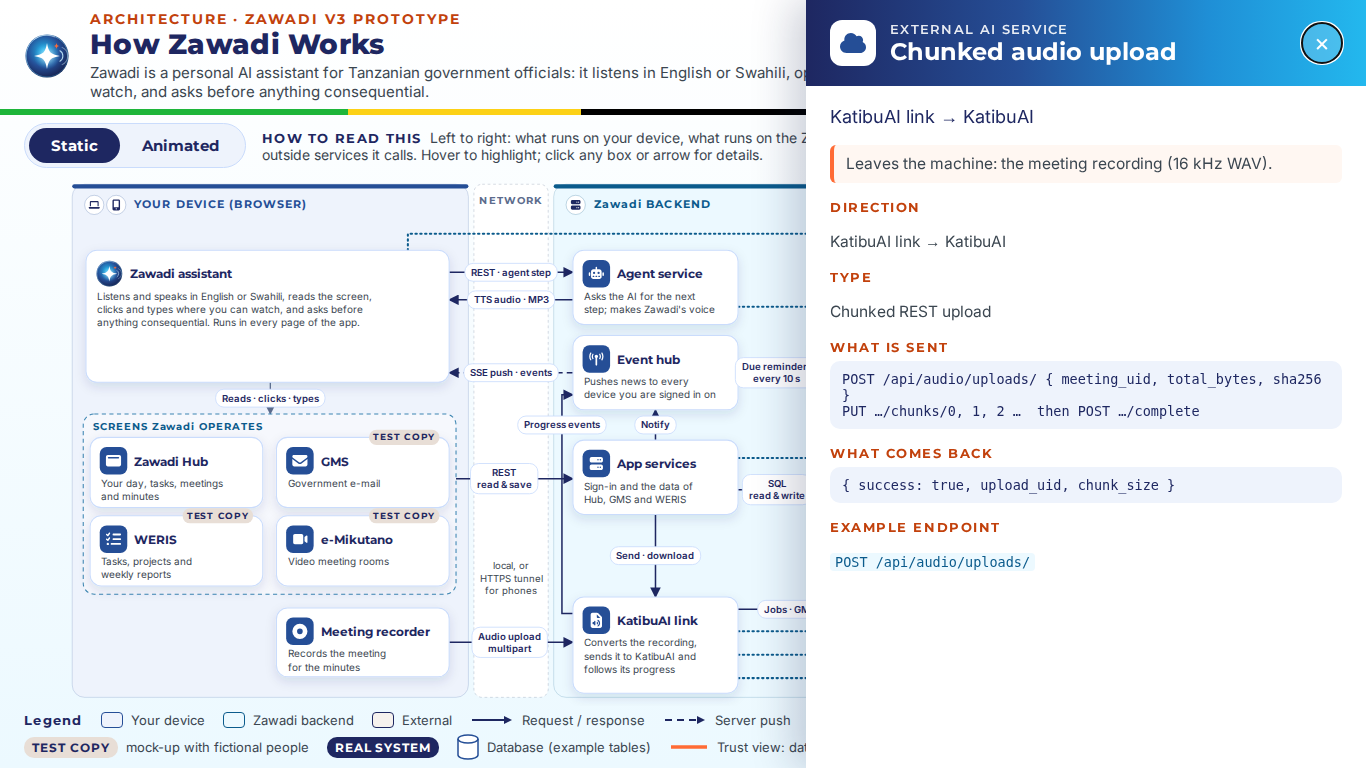 ARCHITECTURE · ZAWADI V3 PROTOTYPE
How Zawadi Works
Zawadi is a personal AI assistant for Tanzanian government officials: it listens in English or Swahili,
watch, and asks before anything consequential.
Static
Animated
HOW TO READ THIS Left to right: what runs on your device, what runs on the
outside services it calls. Hover to highlight; click any box or arrow for details.
YOUR DEVICE (BROWSER)
NETWORK
Zawadi BACKEND
Zawadi assistant
Listens and speaks in English or Swahili, reads the screen,
clicks and types where you can watch, and asks before
anything consequential. Runs in every page of the app.
REST · agent step
TTS audio · MP3
SSE push · events
Agent service
Asks the AI for the next
step; makes Zawadi's voice
Event hub
Pushes news to every
device you are signed in on
Due reminder
every 10 s
Reads · clicks · types
Progress events
Notify
SCREENS Zawadi OPERATES
Zawadi Hub
Your day, tasks, meetings
and minutes
TEST COPY
GMS
Government e-mail
TEST COPY
WERIS
Tasks, projects and
weekly reports
TEST COPY
e-Mikutano
Video meeting rooms
REST
read & save
App services
Sign-in and the data of
Hub, GMS and WERIS
SQL
read & write
Send · download
local, or
HTTPS tunnel
for phones
Meeting recorder
Records the meeting
for the minutes
Audio upload
multipart
KatibuAI link
Converts the recording,
sends it to KatibuAI and
follows its progress
Jobs ·
Legend
Your device
Zawadi backend
External
Request / response
Server push
TEST COPY
mock-up with fictional people
REAL SYSTEM
Database (example tables)
Trust view:
EXTERNAL AI SERVICE
Chunked audio upload
×
KatibuAI link → KatibuAI
Leaves the machine: the meeting recording (16 kHz WAV).
DIRECTION
KatibuAI link → KatibuAI
TYPE
Chunked REST upload
WHAT IS SENT
POST /api/audio/uploads/ { meeting_uid, total_bytes, sha256
}
PUT …/chunks/0, 1, 2 … then POST …/complete
WHAT COMES BACK
{ success: true, upload_uid, chunk_size }
EXAMPLE ENDPOINT
POST /api/audio/uploads/